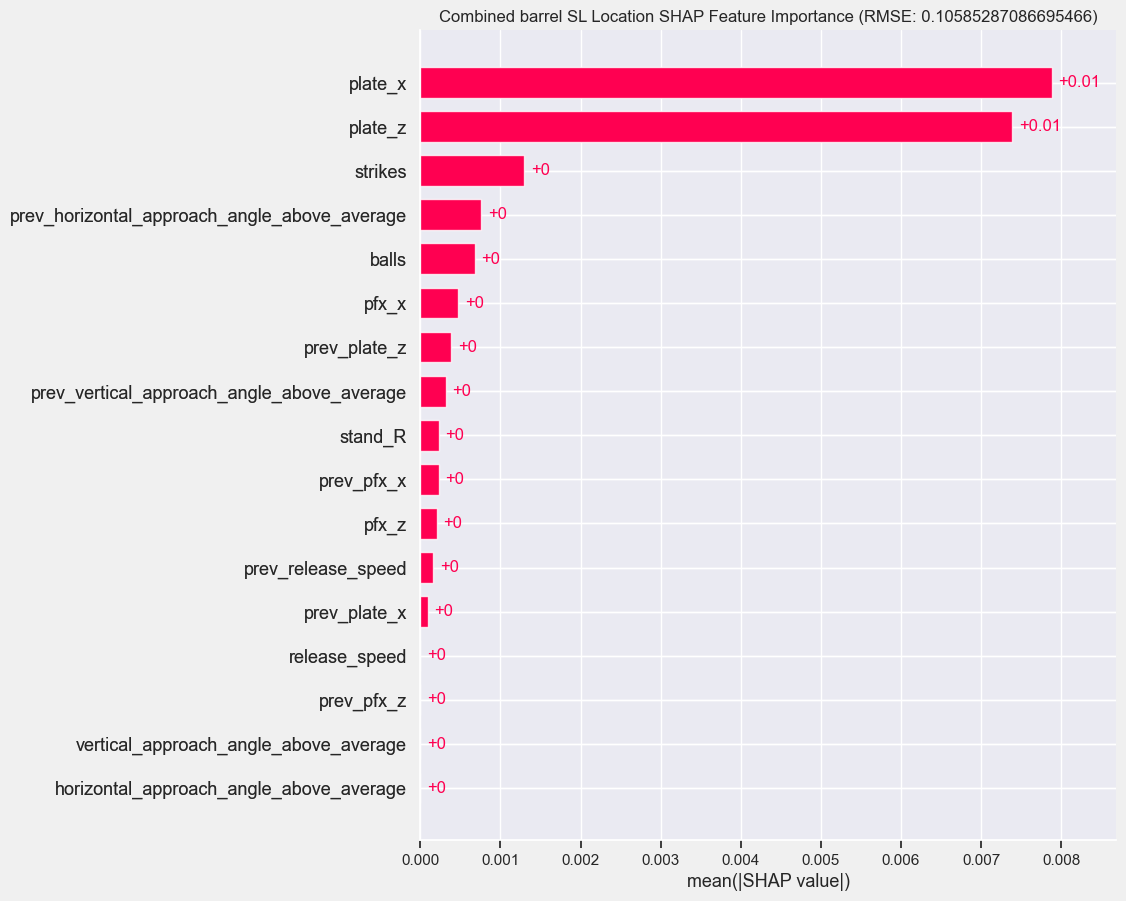 Combined barrel SL Location SHAP Feature Importance (RMSE: 0.10585287086695466)
plate_x +0.01
plate_z +0.01
strikes +0
prev_horizontal_approach_angle_above_average +0
balls +0
pfx_x +0
prev_plate_z +0
prev_vertical_approach_angle_above_average +0
stand_R +0
prev_pfx_x +0
pfx_z +0
prev_release_speed +0
prev_plate_x +0
release_speed +0
prev_pfx_z +0
vertical_approach_angle_above_average +0
horizontal_approach_angle_above_average +0
0.000 0.001 0.002 0.003 0.004 0.005 0.006 0.007 0.008
mean(|SHAP value|)